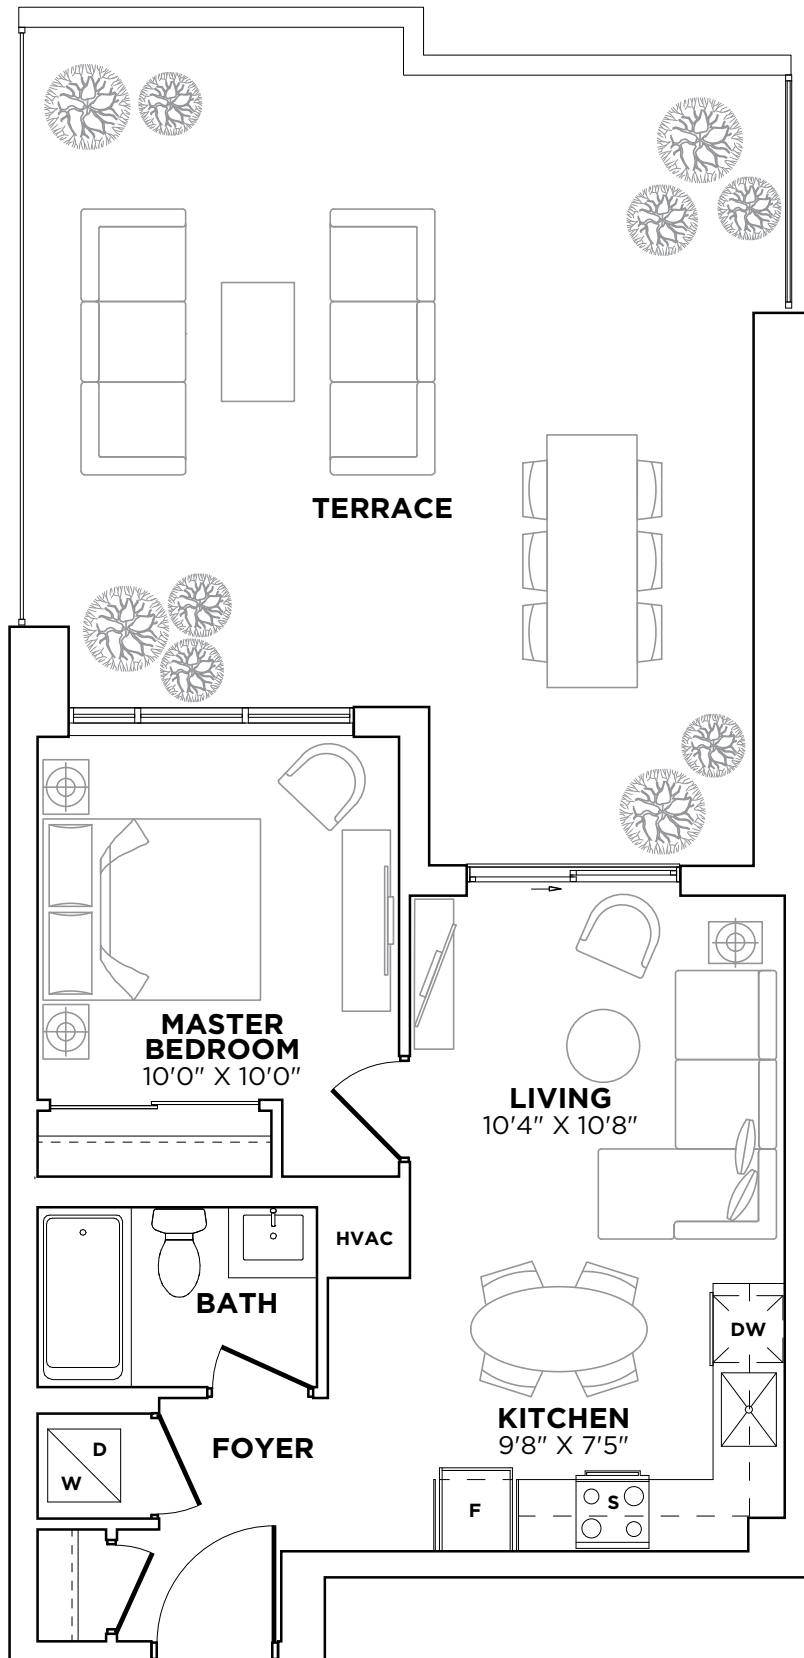 TERRACE
MASTER
BEDROOM
10'0" X 10'0"
LIVING
10'4" X 10'8"
HVAC
BATH
DW
KITCHEN
9'8" X 7'5"
FOYER
D
W
F
S